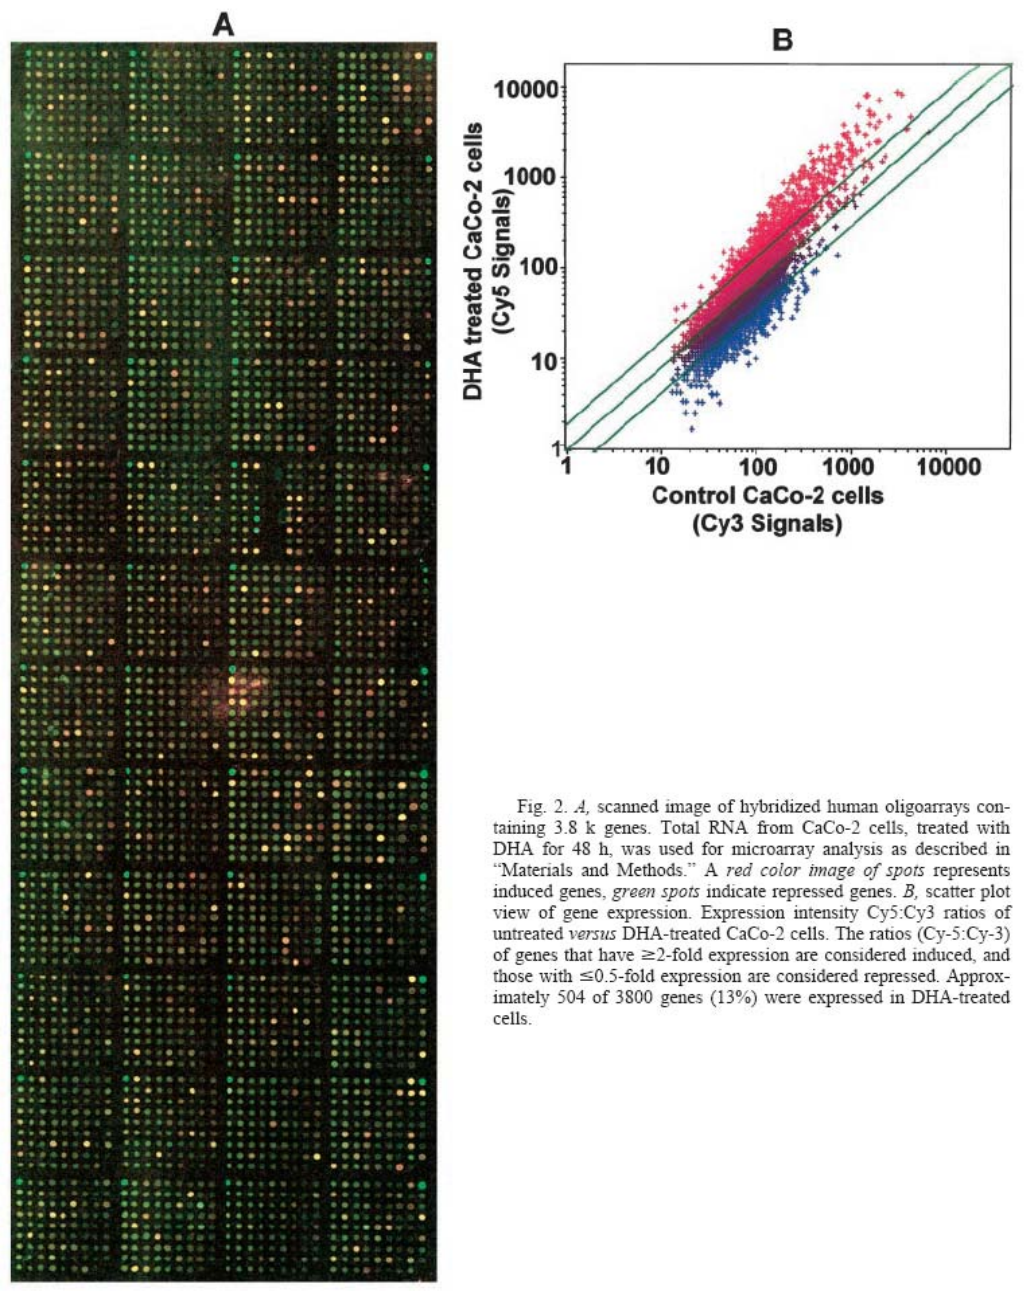 A
B
10000
1000
100
10
1
DHA treated CaCo-2 cells
(Cy5 Signals)
1
10
100
1000
10000
Control CaCo-2 cells
(Cy3 Signals)
Fig. 2. A, scanned image of hybridized human oligoarrays con-
taining 3.8 k genes. Total RNA from CaCo-2 cells, treated with
DHA for 48 h, was used for microarray analysis as described in
“Materials and Methods.” A red color image of spots represents
induced genes, green spots indicate repressed genes. B, scatter plot
view of gene expression. Expression intensity Cy5:Cy3 ratios of
untreated versus DHA-treated CaCo-2 cells. The ratios (Cy-5:Cy-3)
of genes that have ≥2-fold expression are considered induced, and
those with ≤0.5-fold expression are considered repressed. Approx-
imately 504 of 3800 genes (13%) were expressed in DHA-treated
cells.